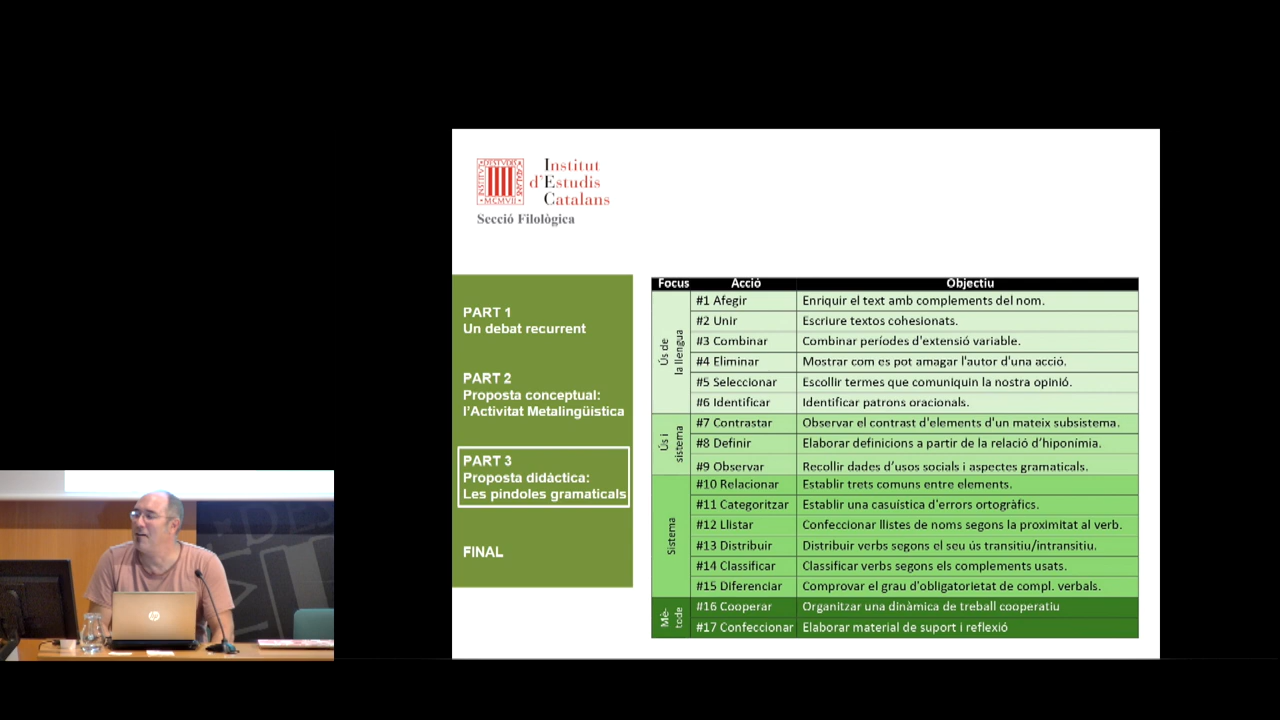 INSTITVT
D'ESTVDIS
CATALANS
MCMVII
Institut
d'Estudis
Catalans
Secció Filològica
PART 1
Un debat recurrent
PART 2
Proposta conceptual:
l'Activitat Metalingüística
PART 3
Proposta didàctica:
Les píndoles gramaticals
FINAL
Focus Acció Objectiu
Ús de
la llengua
#1 Afegir Enriquir el text amb complements del nom.
#2 Unir Escriure textos cohesionats.
#3 Combinar Combinar períodes d'extensió variable.
#4 Eliminar Mostrar com es pot amagar l'autor d'una acció.
#5 Seleccionar Escollir termes que comuniquin la nostra opinió.
#6 Identificar Identificar patrons oracionals.
Ús i
sistema
#7 Contrastar Observar el contrast d'elements d'un mateix subsistema.
#8 Definir Elaborar definicions a partir de la relació d'hiponímia.
#9 Observar Recollir dades d'usos socials i aspectes gramaticals.
Sistema
#10 Relacionar Establir trets comuns entre elements.
#11 Categoritzar Establir una casuística d'errors ortogràfics.
#12 Llistar Confeccionar llistes de noms segons la proximitat al verb.
#13 Distribuir Distribuir verbs segons el seu ús transitiu/intransitiu.
#14 Classificar Classificar verbs segons els complements usats.
#15 Diferenciar Comprovar el grau d'obligatorietat de compl. verbals.
Mè-
tode
#16 Cooperar Organitzar una dinàmica de treball cooperatiu
#17 Confeccionar Elaborar material de suport i reflexió
hp